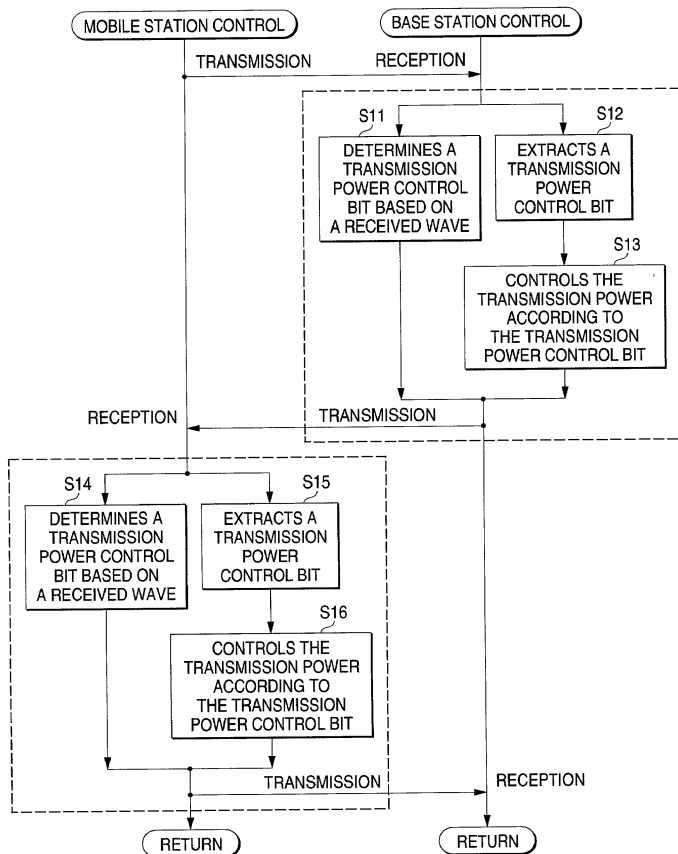 MOBILE STATION CONTROL
BASE STATION CONTROL
TRANSMISSION
RECEPTION
S11
DETERMINES A
TRANSMISSION
POWER CONTROL
BIT BASED ON
A RECEIVED WAVE
S12
EXTRACTS A
TRANSMISSION
POWER
CONTROL BIT
S13
CONTROLS THE
TRANSMISSION POWER
ACCORDING TO
THE TRANSMISSION
POWER CONTROL BIT
RECEPTION
TRANSMISSION
S14
DETERMINES A
TRANSMISSION
POWER CONTROL
BIT BASED ON
A RECEIVED WAVE
S15
EXTRACTS A
TRANSMISSION
POWER
CONTROL BIT
S16
CONTROLS THE
TRANSMISSION POWER
ACCORDING TO
THE TRANSMISSION
POWER CONTROL BIT
TRANSMISSION
RECEPTION
RETURN
RETURN